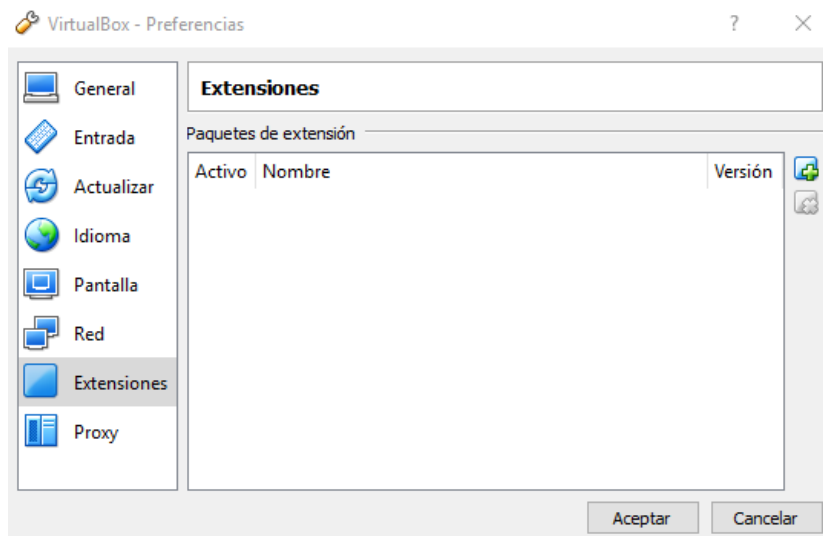 VirtualBox - Preferencias
?
General
Entrada
Actualizar
Idioma
Pantalla
Red
Extensiones
Proxy
Extensiones
Paquetes de extensión
Activo Nombre Versión
Aceptar Cancelar